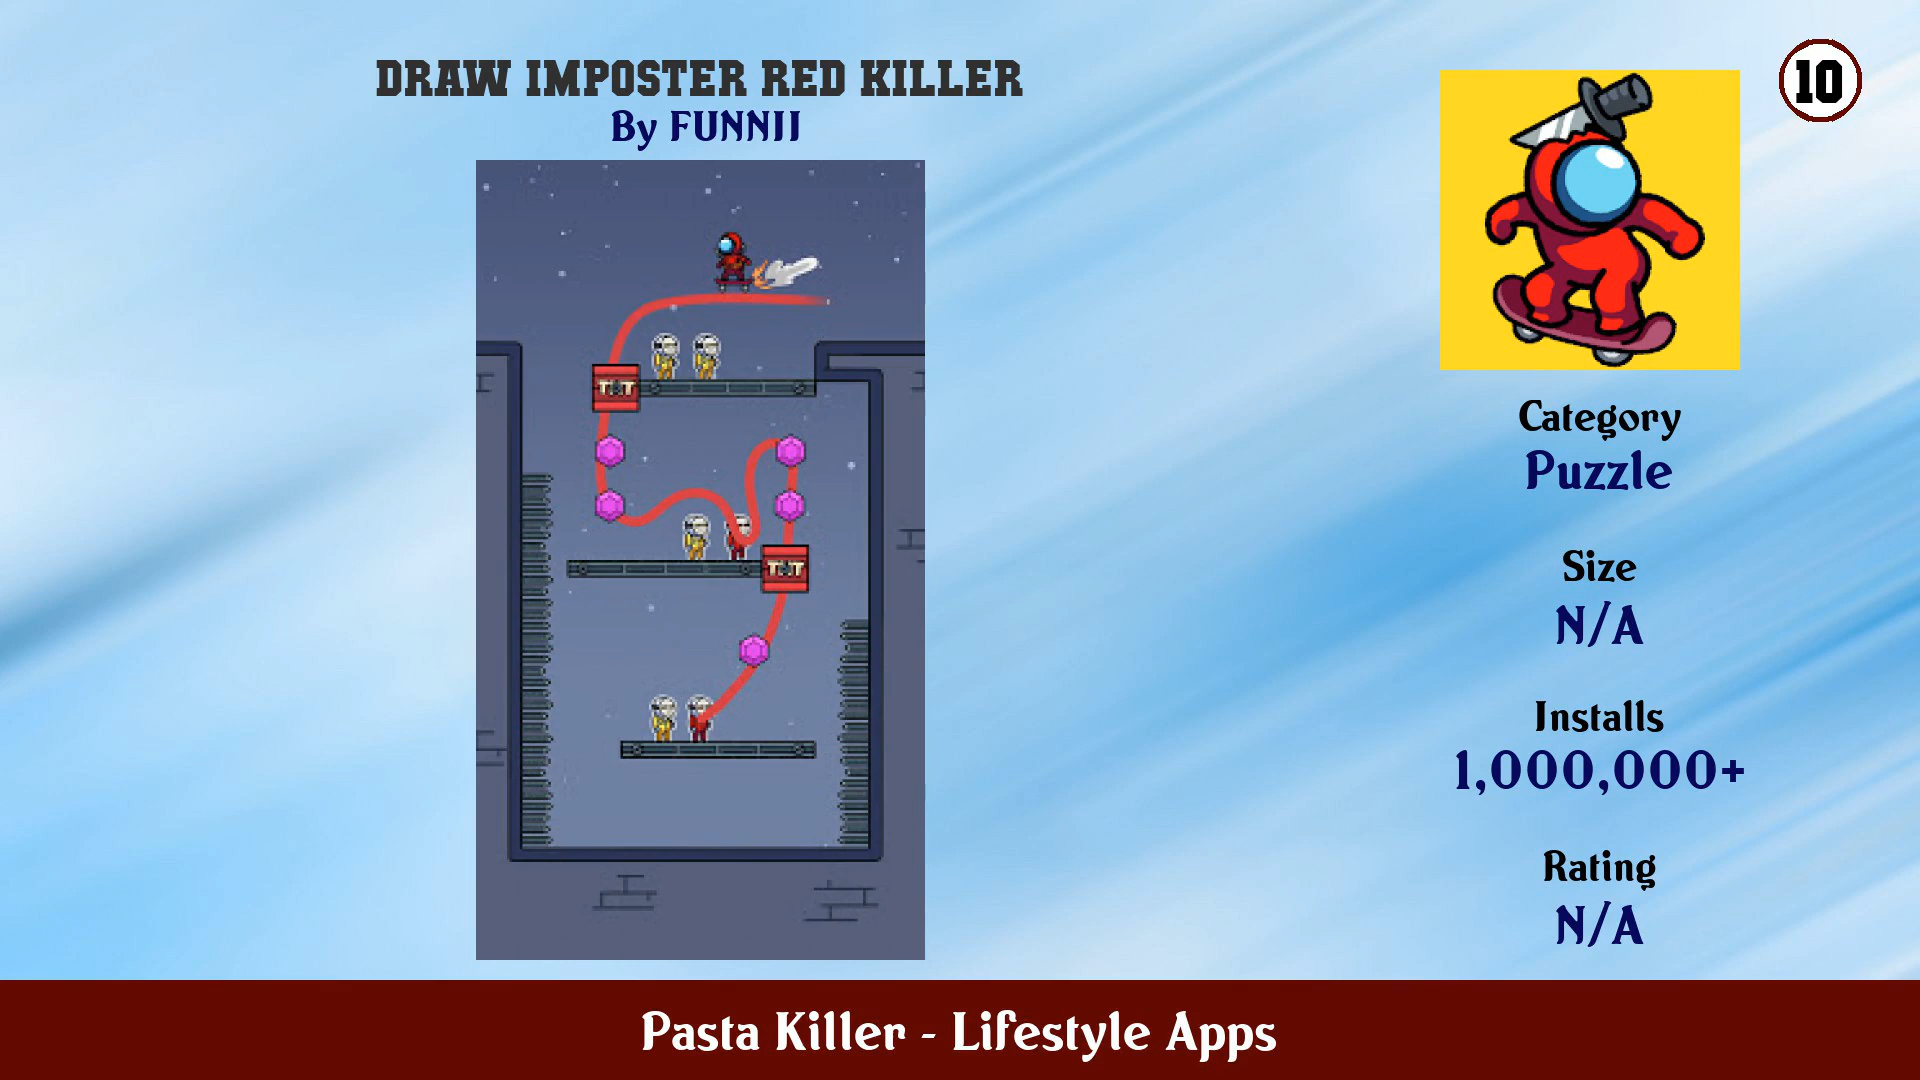 DRAW IMPOSTER RED KILLER
By FUNNII
10
TNT
TNT
Category
Puzzle
Size
N/A
Installs
1,000,000+
Rating
N/A
Pasta Killer - Lifestyle Apps